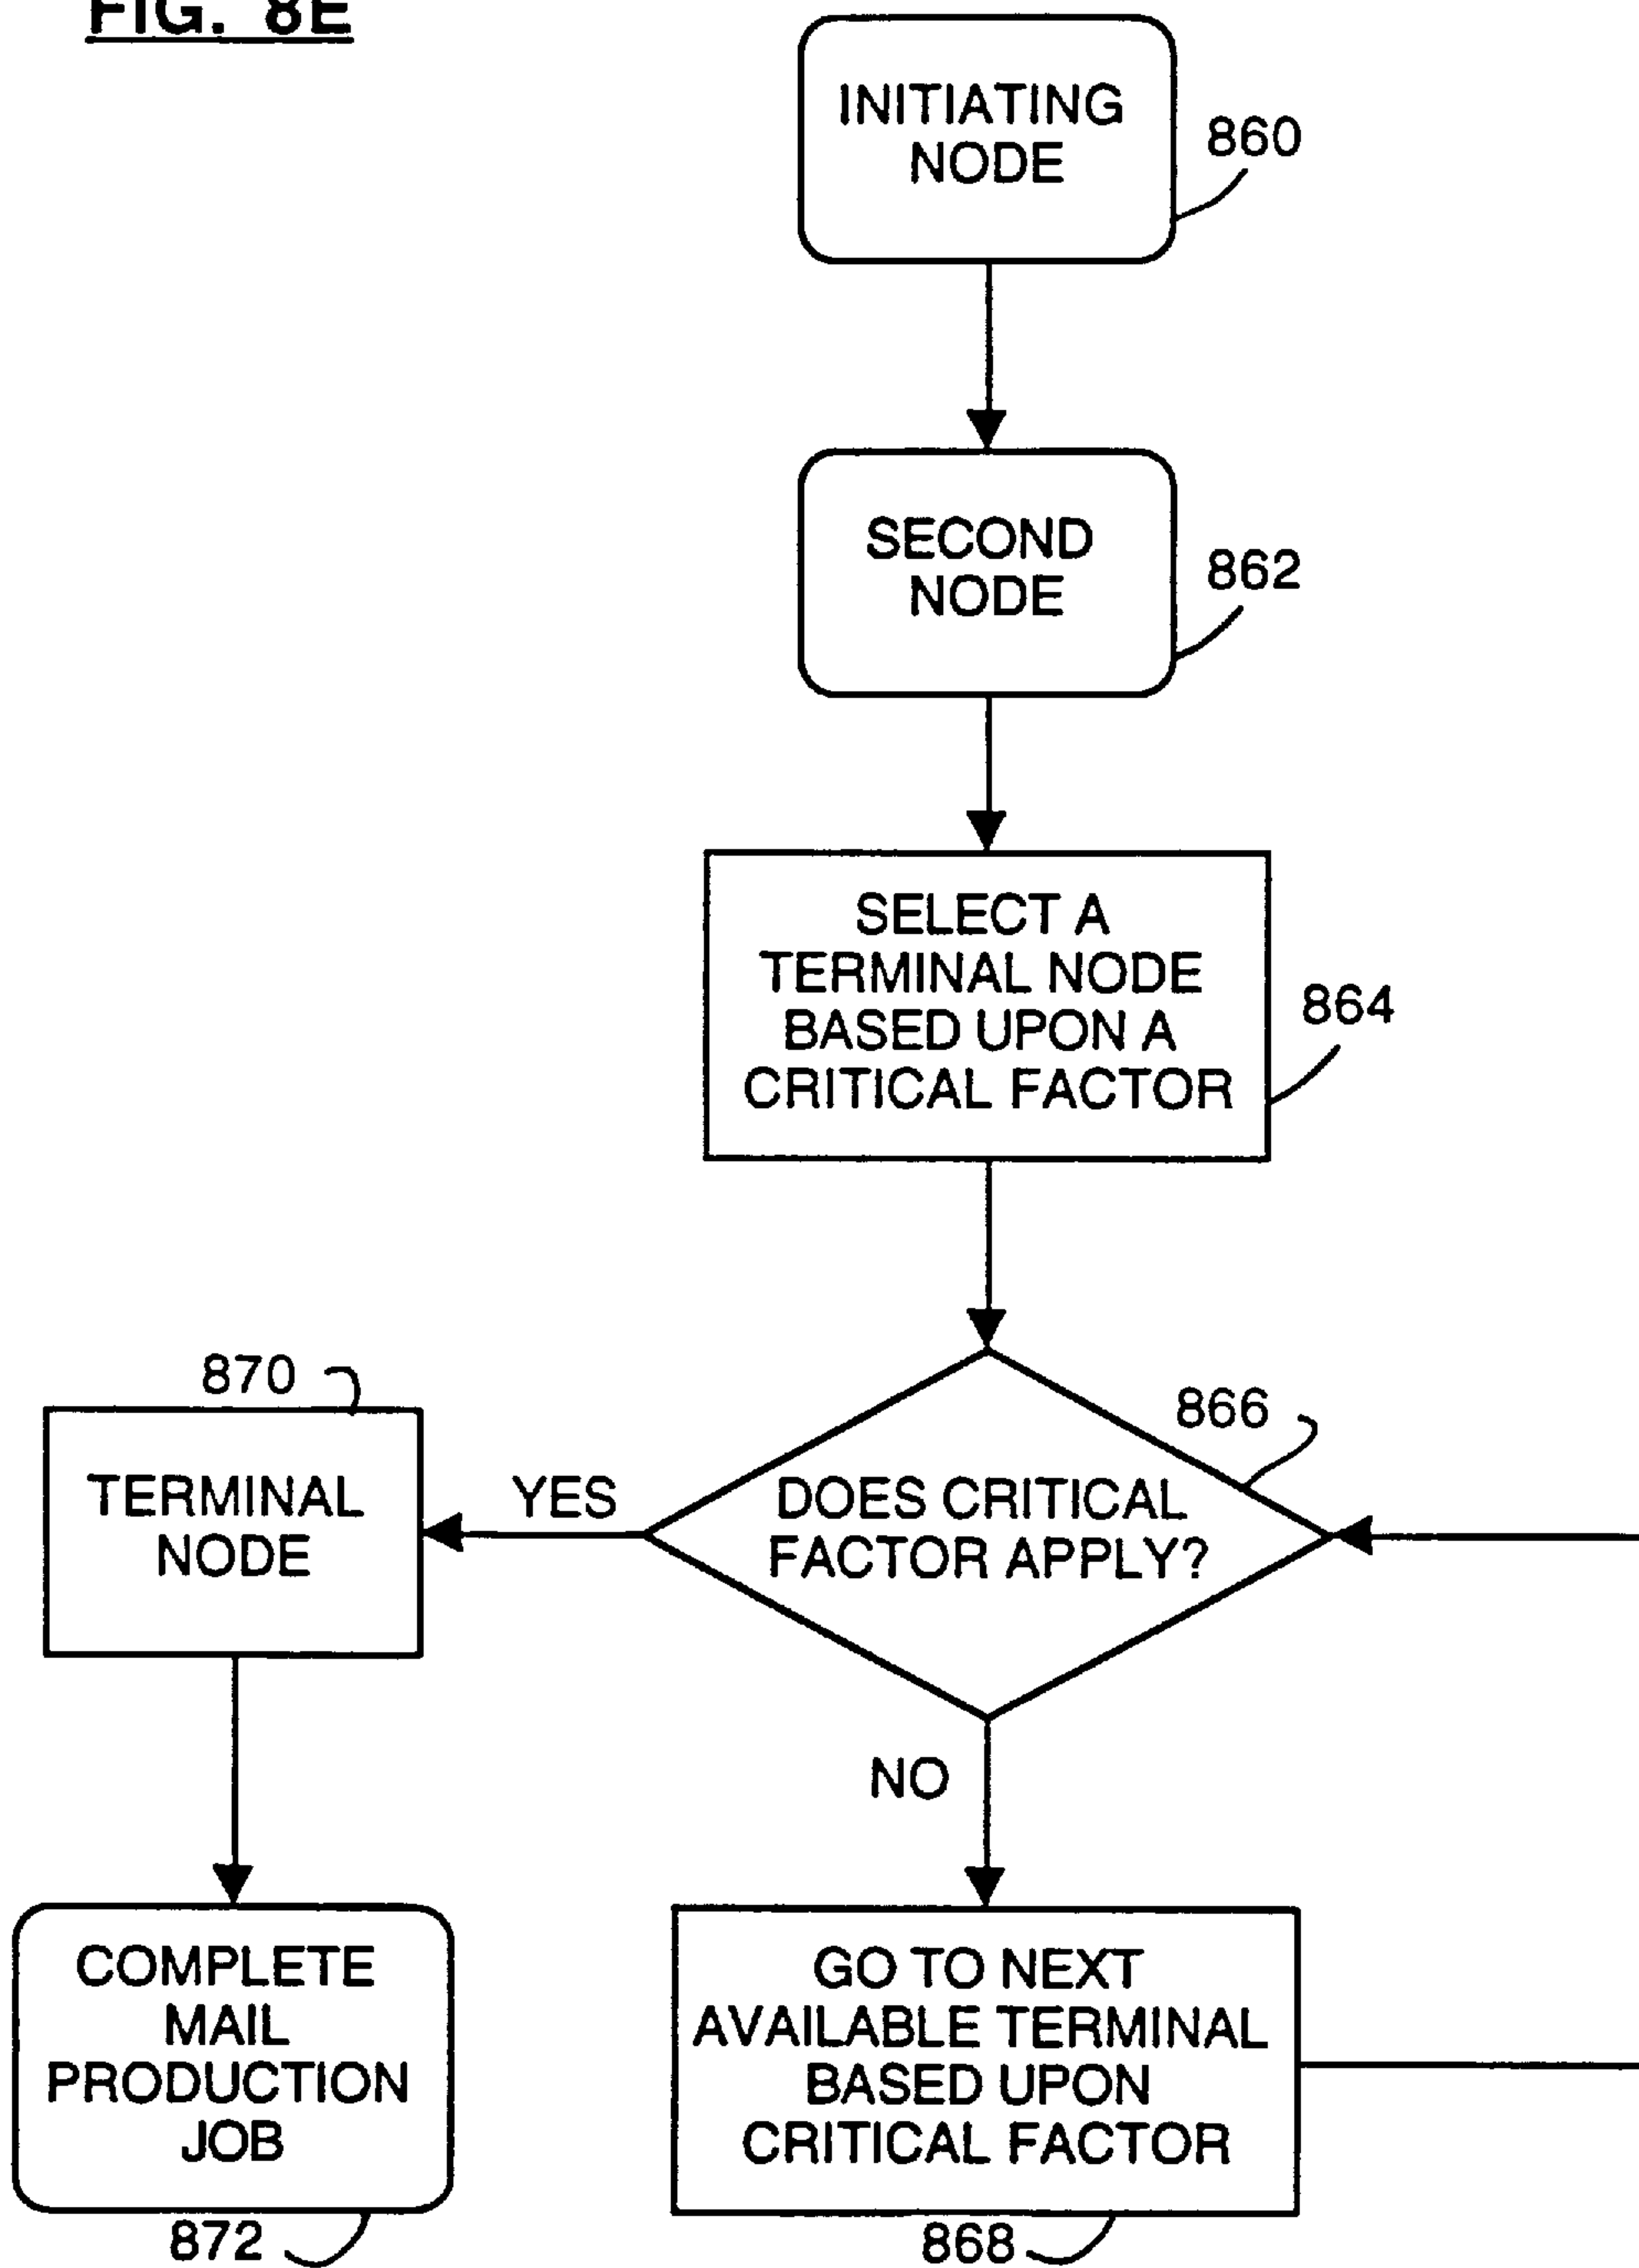 FIG. 8E
INITIATING
NODE
860
SECOND
NODE
862
SELECT A
TERMINAL NODE
BASED UPON A
CRITICAL FACTOR
864
870
866
TERMINAL
NODE
YES
DOES CRITICAL
FACTOR APPLY?
NO
COMPLETE
MAIL
PRODUCTION
JOB
GO TO NEXT
AVAILABLE TERMINAL
BASED UPON
CRITICAL FACTOR
872
868